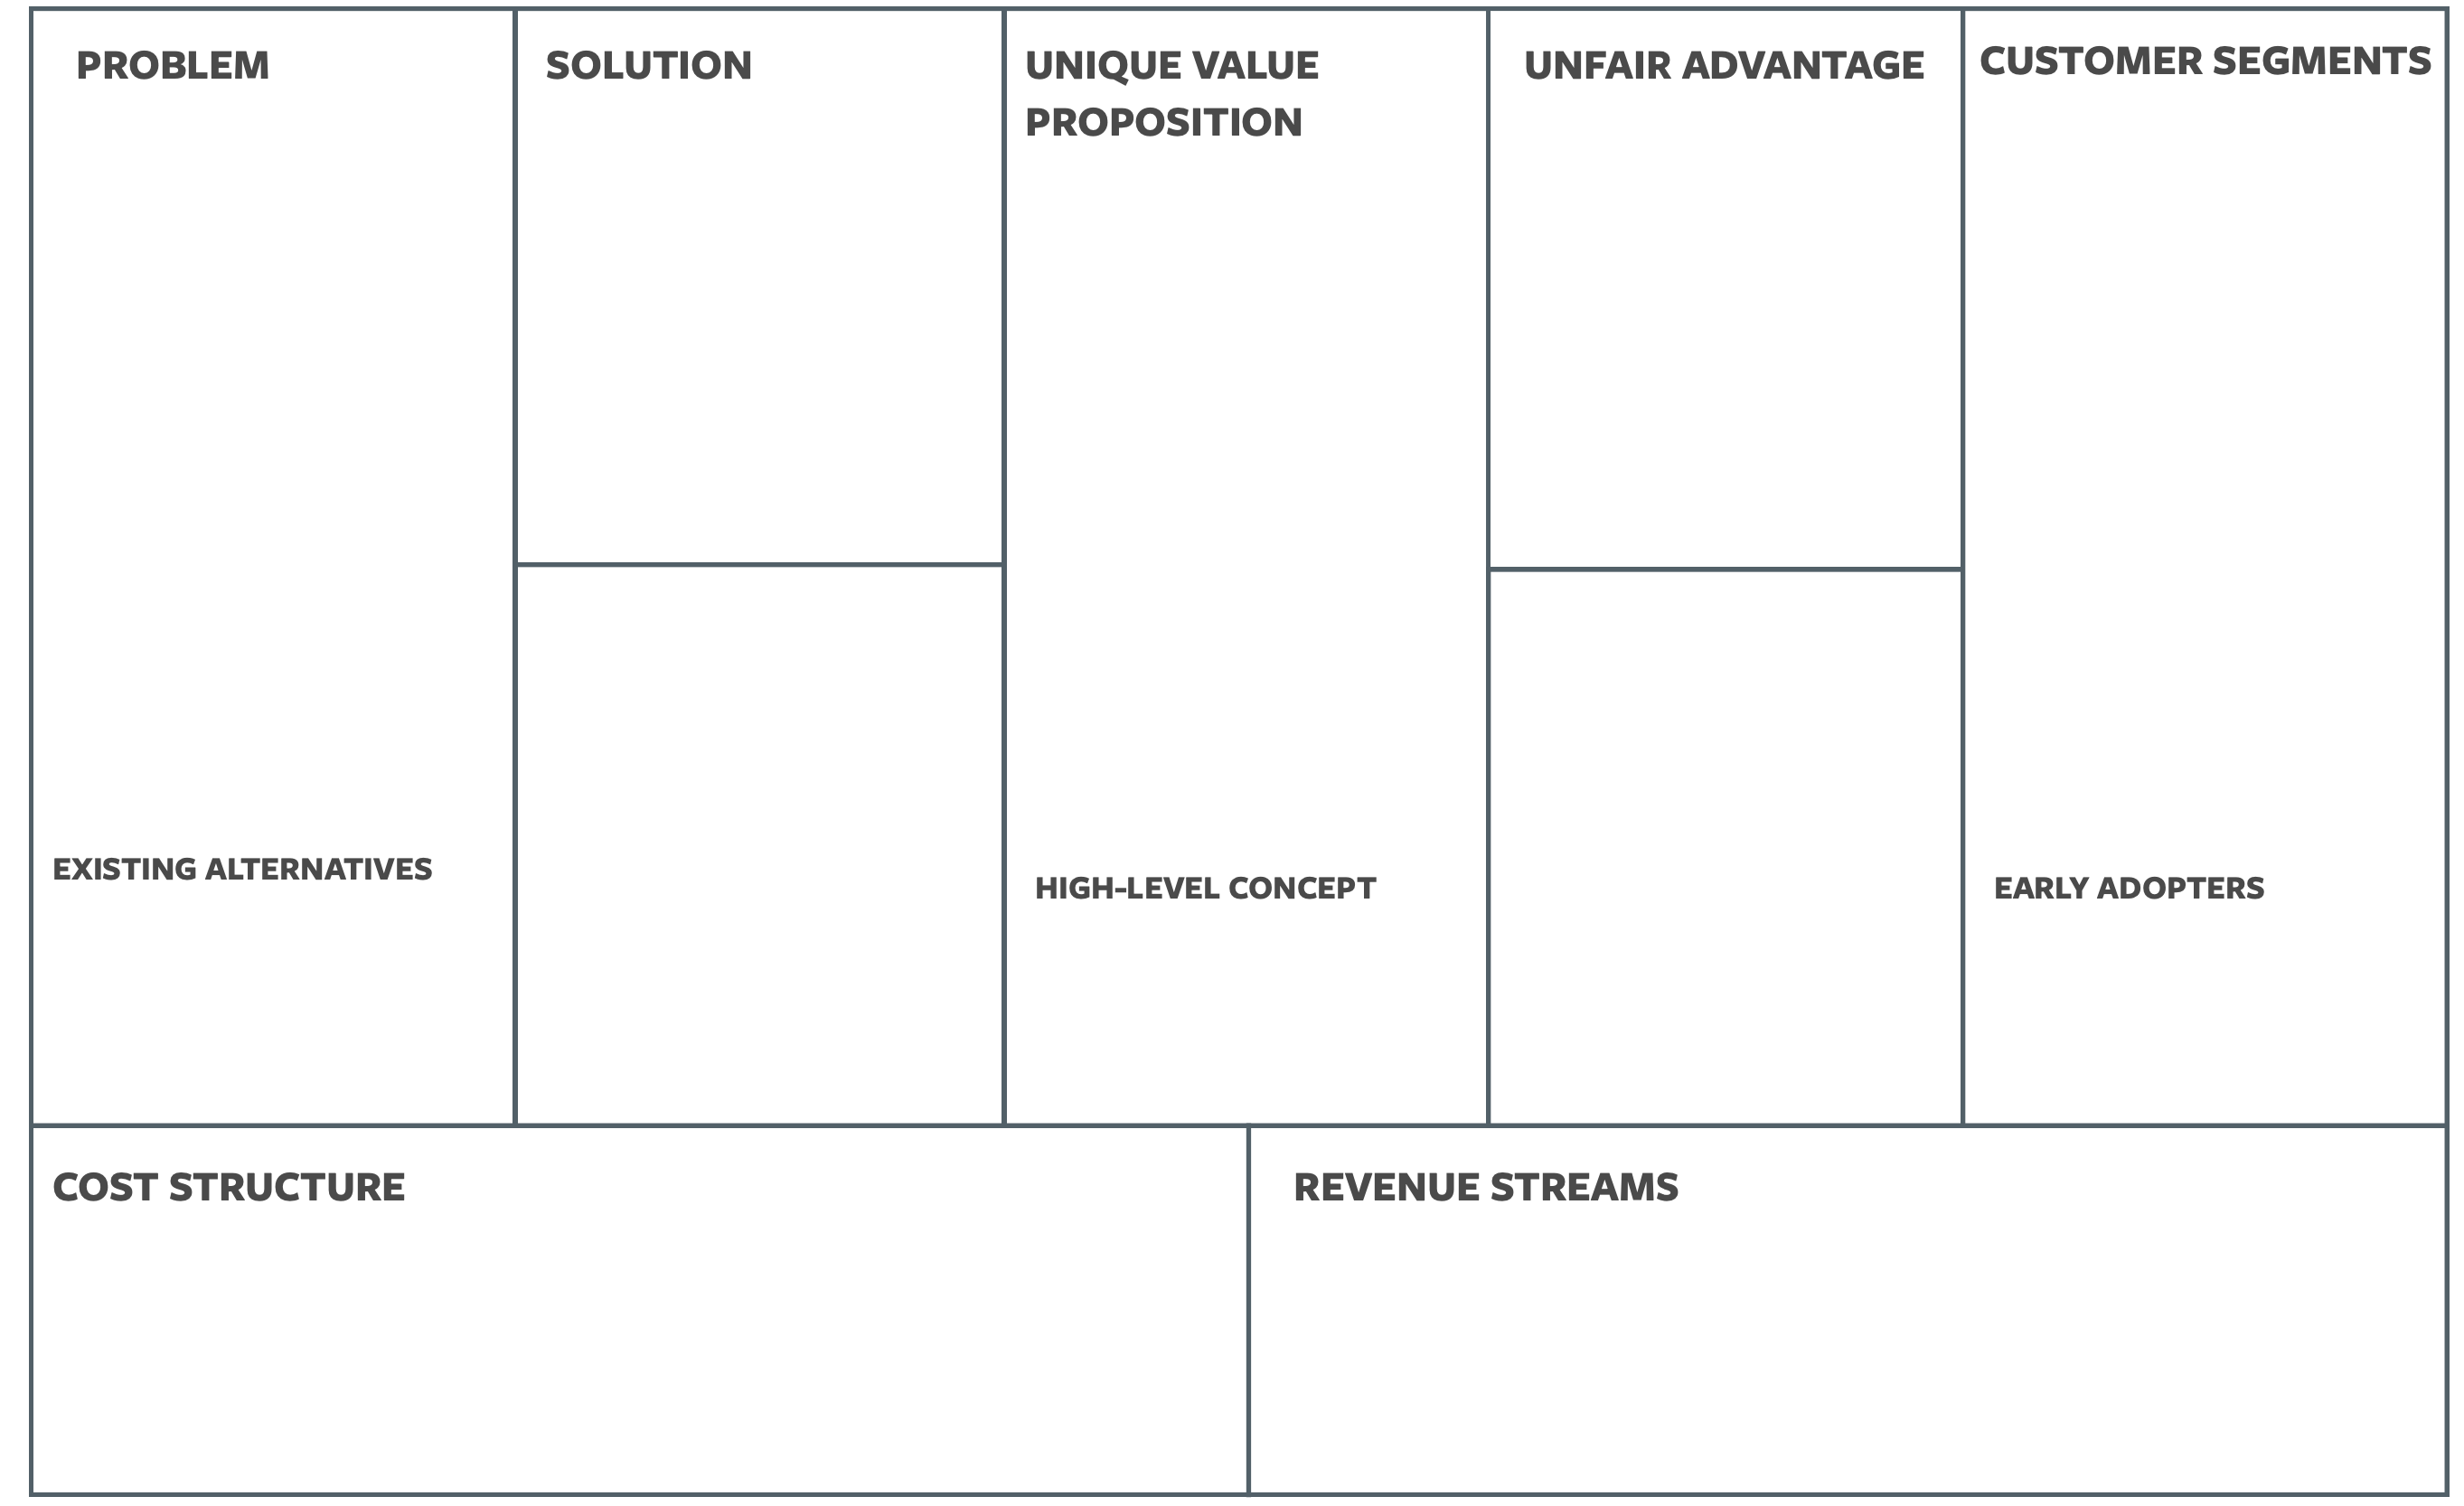 PROBLEM
EXISTING ALTERNATIVES
SOLUTION
UNIQUE VALUE
PROPOSITION
HIGH-LEVEL CONCEPT
UNFAIR ADVANTAGE
CUSTOMER SEGMENTS
EARLY ADOPTERS
COST STRUCTURE
REVENUE STREAMS